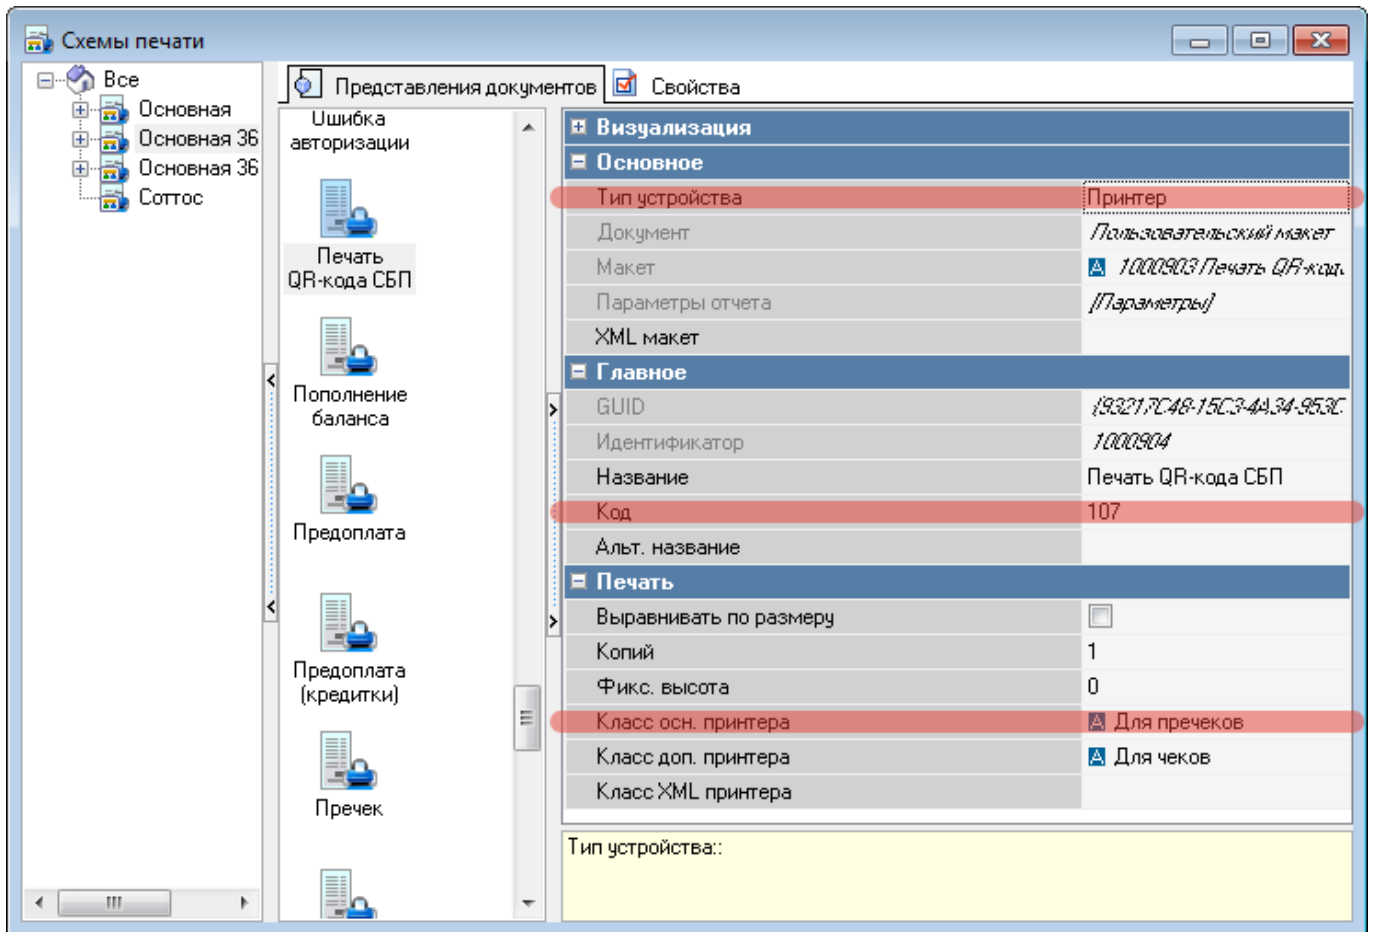 Схемы печати
Все
Основная
Основная 36
Основная 36
Соттос
Представления документов
Свойства
Ошибка
авторизации
Печать
QR-кода СБП
Пополнение
баланса
Предоплата
Предоплата
(кредитки)
Пречек
Визуализация
Основное
Тип устройства Принтер
Документ Пользовательский макет
Макет 1000903 Печать QR-код
Параметры отчета [Параметры]
XML макет
Главное
GUID {93217C48-15C3-4A34-953C
Идентификатор 1000904
Название Печать QR-кода СБП
Код 107
Альт. название
Печать
Выравнивать по размеру
Копий 1
Фикс. высота 0
Класс осн. принтера Для пречеков
Класс доп. принтера Для чеков
Класс XML принтера
Тип устройства::